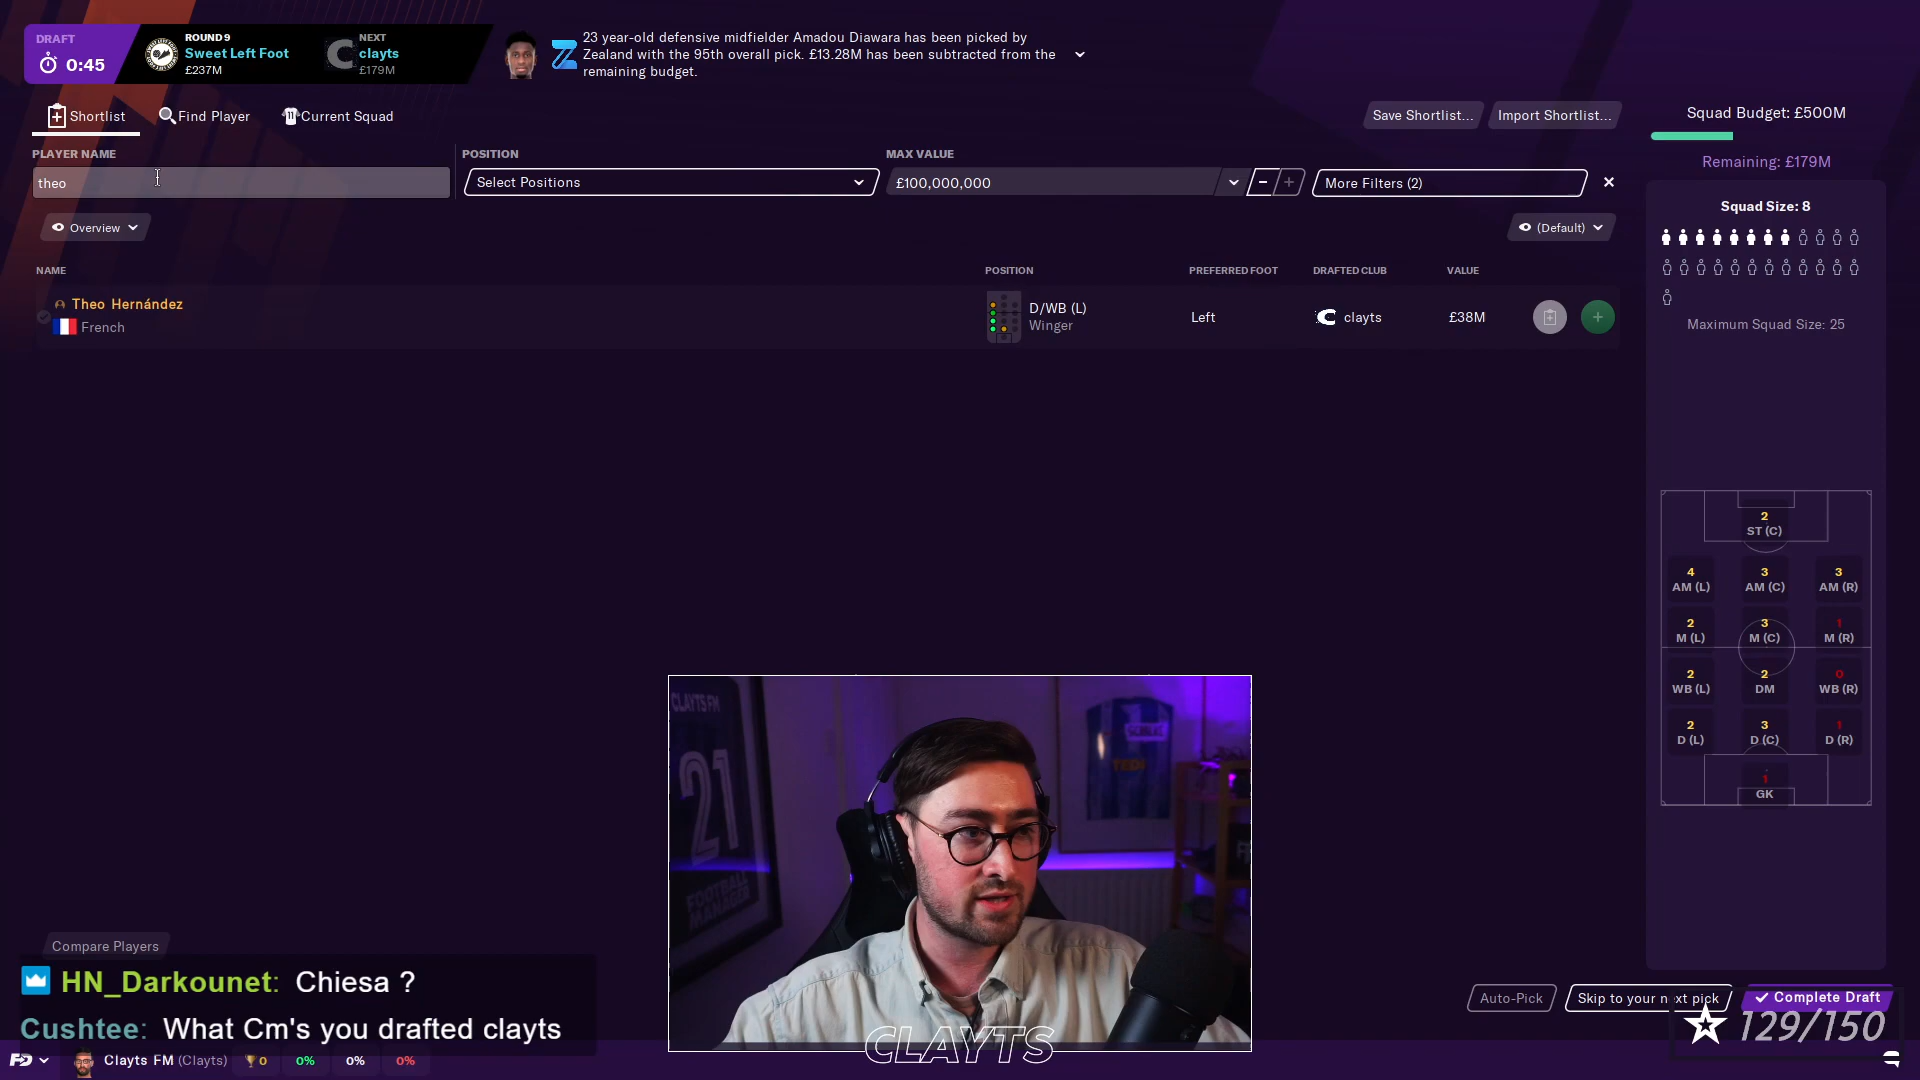 DRAFT
0:45
ROUND 9
Sweet Left Foot
£237M
NEXT
clayts
£179M
23 year-old defensive midfielder Amadou Diawara has been picked by
Zealand with the 95th overall pick. £13.28M has been subtracted from the
remaining budget.
Shortlist
Find Player
Current Squad
Save Shortlist...
Import Shortlist...
Squad Budget: £500M
Remaining: £179M
PLAYER NAME
POSITION
MAX VALUE
theo
Select Positions
£100,000,000
More Filters (2)
Overview
(Default)
Squad Size: 8
Maximum Squad Size: 25
NAME
POSITION
PREFERRED FOOT
DRAFTED CLUB
VALUE
Theo Hernández
French
D/WB (L)
Winger
Left
clayts
£38M
2
ST (C)
4
AM (L)
3
AM (C)
3
AM (R)
2
M (L)
3
M (C)
1
M (R)
2
WB (L)
2
DM
0
WB (R)
2
D (L)
3
D (C)
1
D (R)
1
GK
CLAYTS FM
21
FOOTBALL
MANAGER
TEDI
CLAYTS
Compare Players
HN_Darkounet: Chiesa ?
Cushtee: What Cm's you drafted clayts
Auto-Pick
Skip to your next pick
Complete Draft
129/150
Clayts FM (Clayts)
0
0%
0%
0%